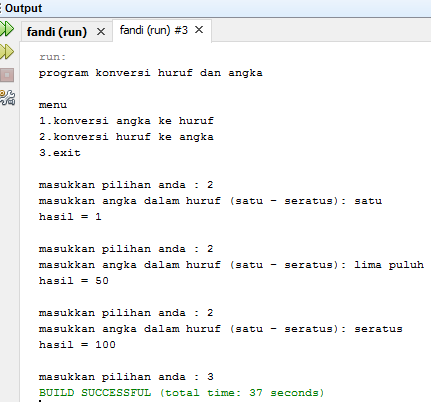 Output
fandi (run) fandi (run) #3
run:
program konversi huruf dan angka
menu
1.konversi angka ke huruf
2.konversi huruf ke angka
3.exit
masukkan pilihan anda : 2
masukkan angka dalam huruf (satu - seratus): satu
hasil = 1
masukkan pilihan anda : 2
masukkan angka dalam huruf (satu - seratus): lima puluh
hasil = 50
masukkan pilihan anda : 2
masukkan angka dalam huruf (satu - seratus): seratus
hasil = 100
masukkan pilihan anda : 3
BUILD SUCCESSFUL (total time: 37 seconds)